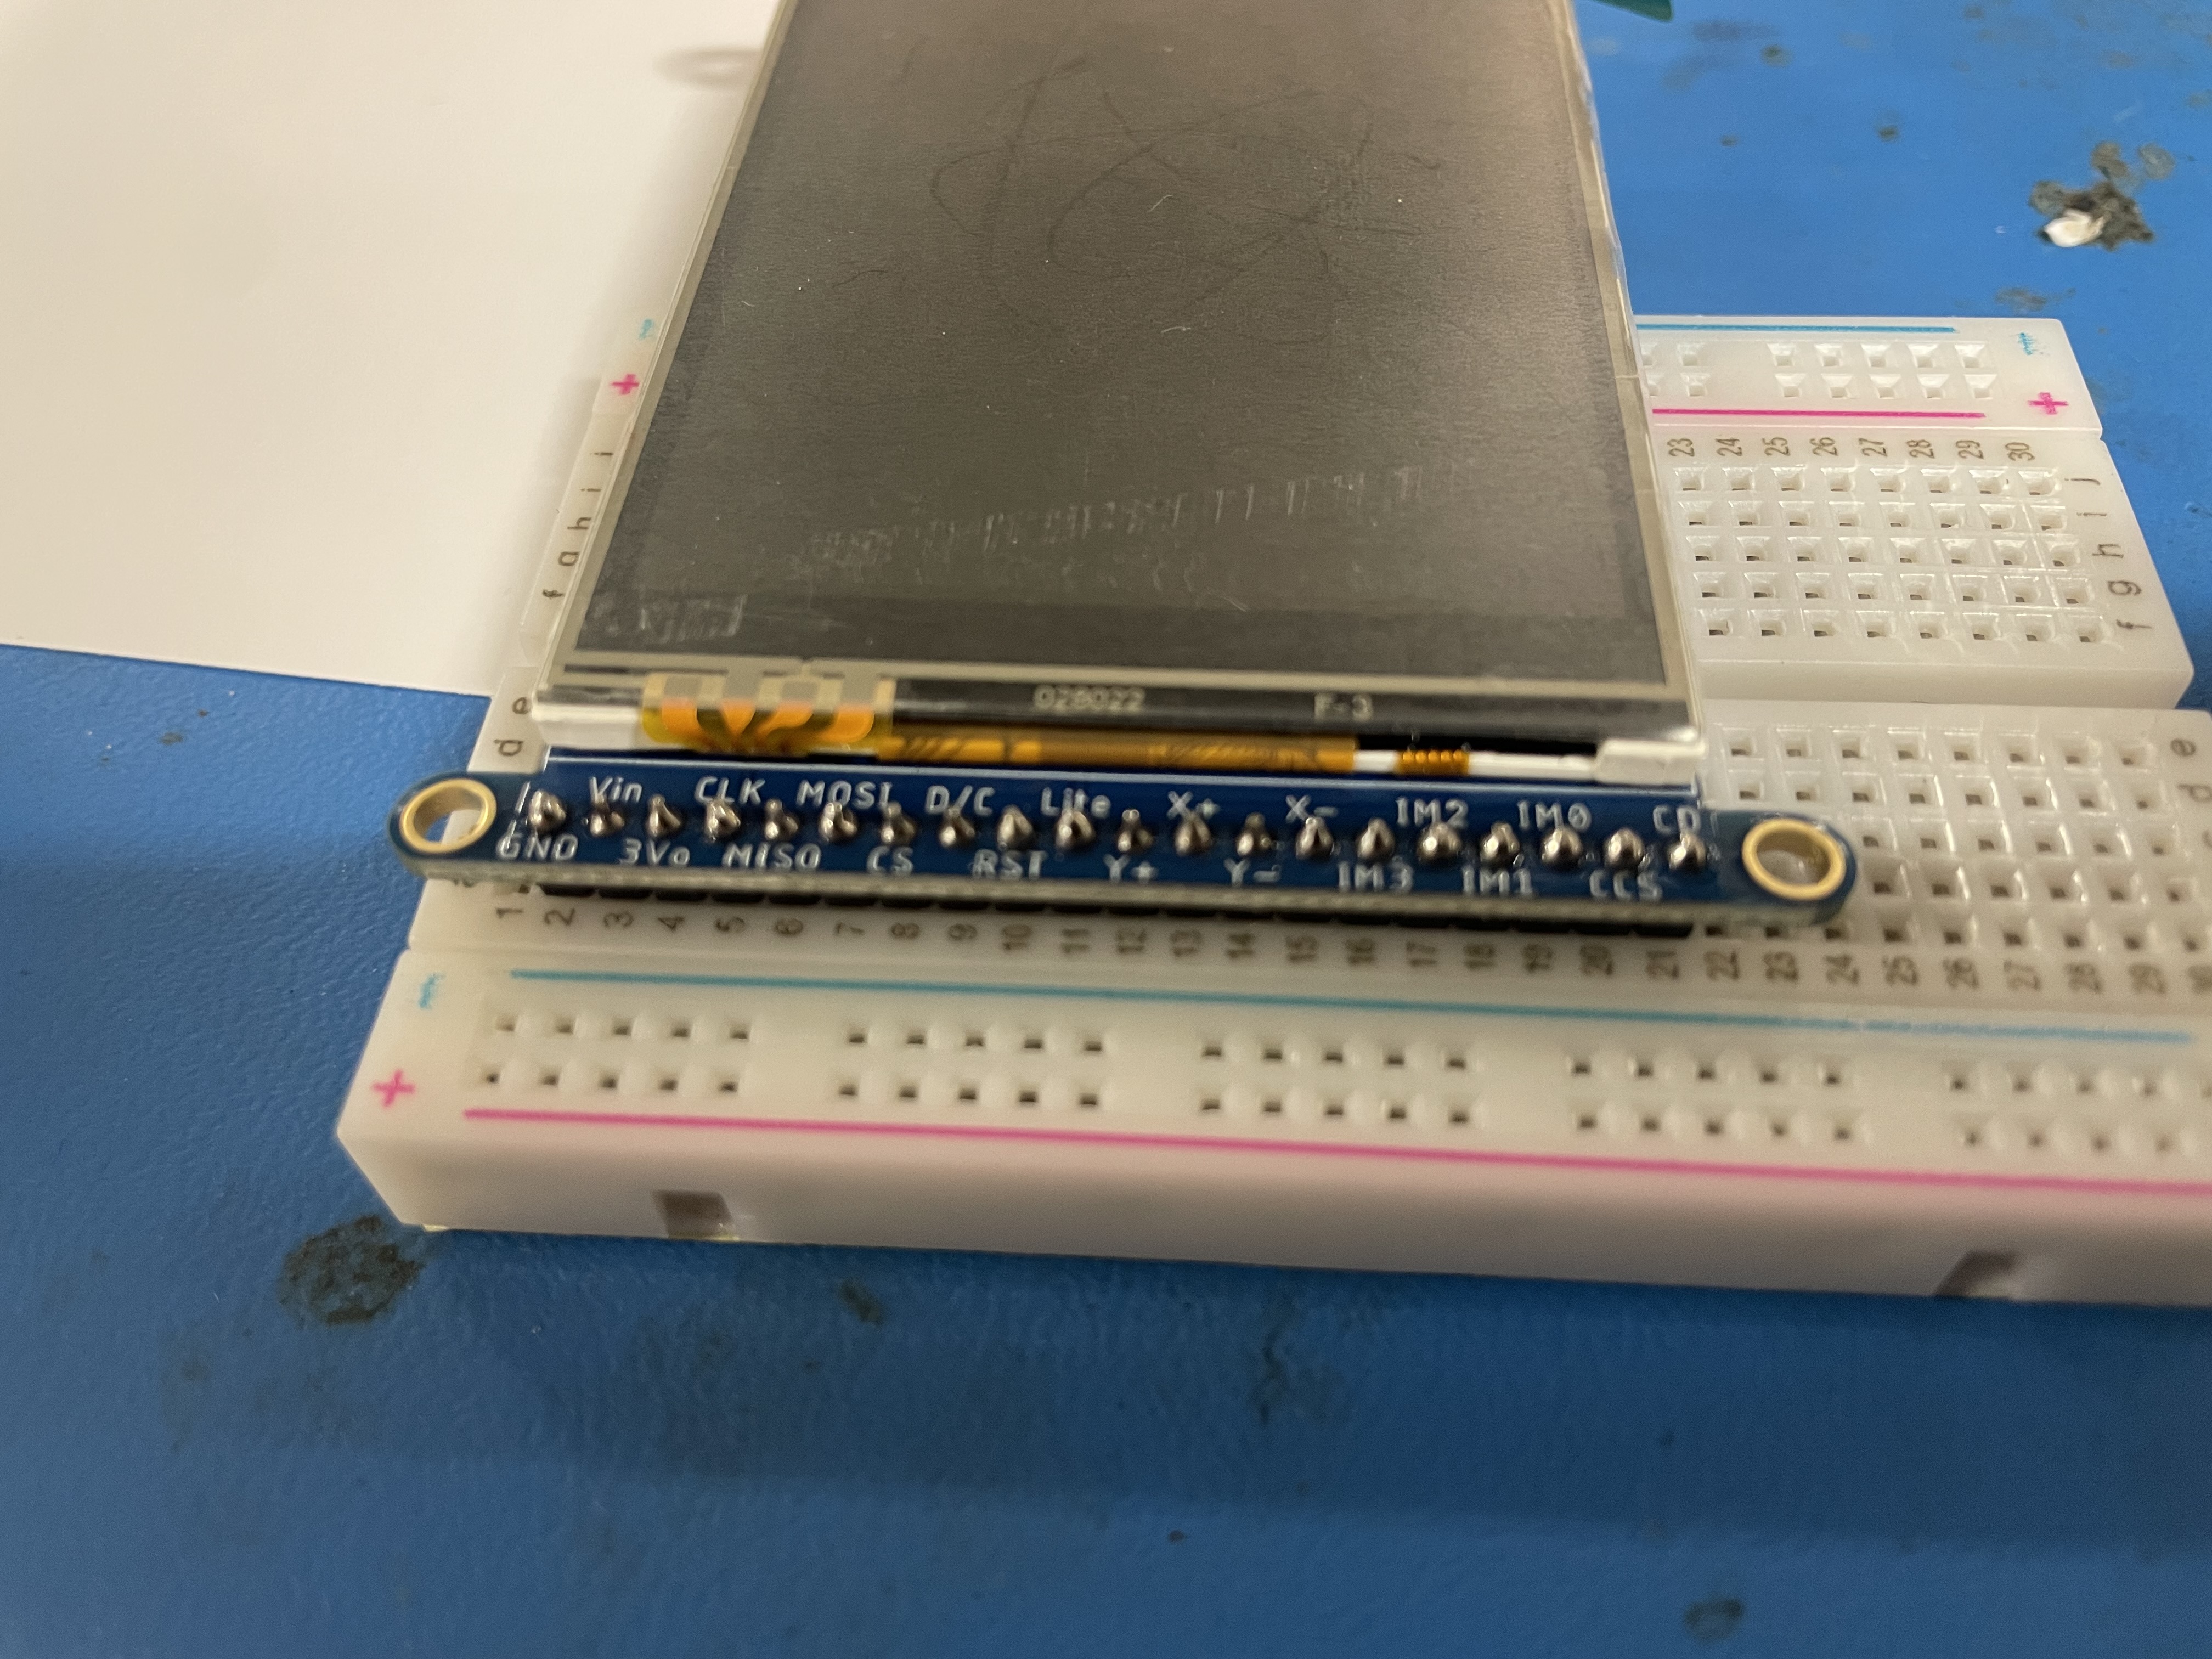 +
23 24 25 26 27 28 29 30
+
j
i
h
g
f
j
i
h
g
f
028022 F-3
e
d
e
d
Vin CLK MOSI D/C Lite X+ X- IM2 IM0 CD
GND 3Vo MISO CS RST Y+ Y- IM3 IM1 CCS
1 2 3 4 5 6 7 8 9 10 11 12 13 14 15 16 17 18 19 20 21 22 23 24 25 26 27 28 29 30
+